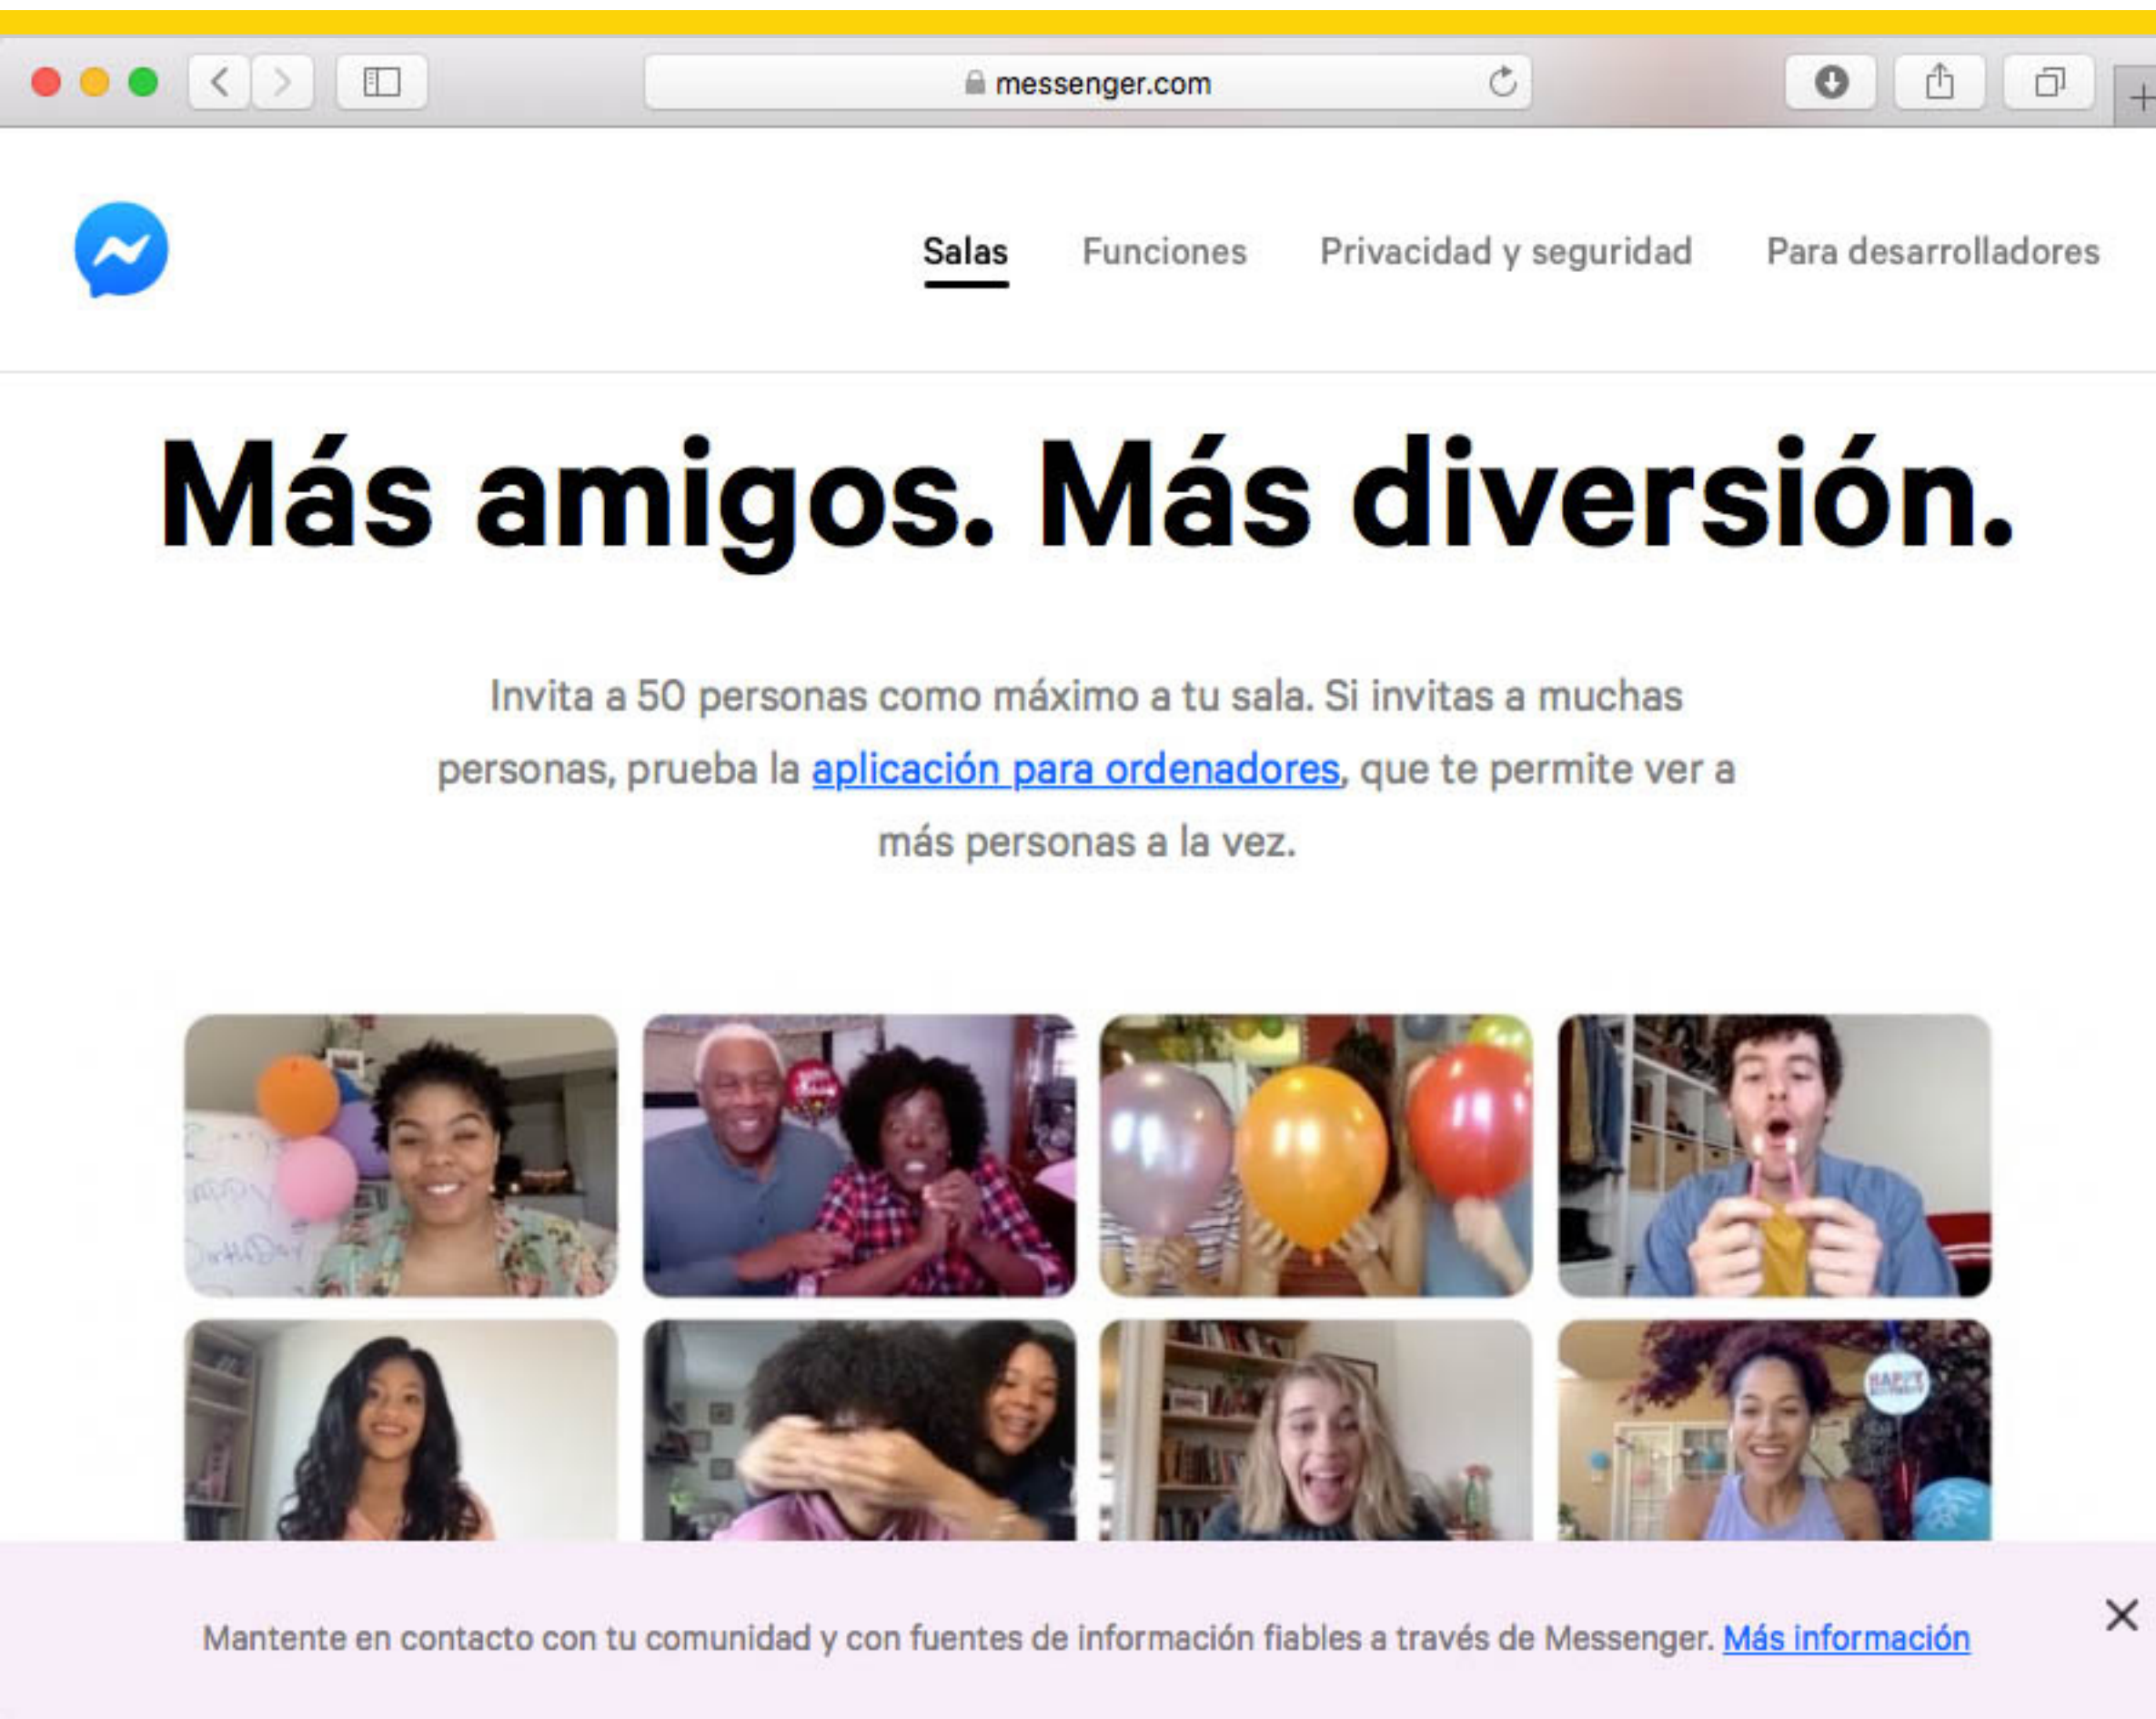 messenger.com
Salas Funciones Privacidad y seguridad Para desarrolladores
Más amigos. Más diversión.
Invita a 50 personas como máximo a tu sala. Si invitas a muchas
personas, prueba la aplicación para ordenadores, que te permite ver a
más personas a la vez.
HAPPY
Mantente en contacto con tu comunidad y con fuentes de información fiables a través de Messenger. Más información